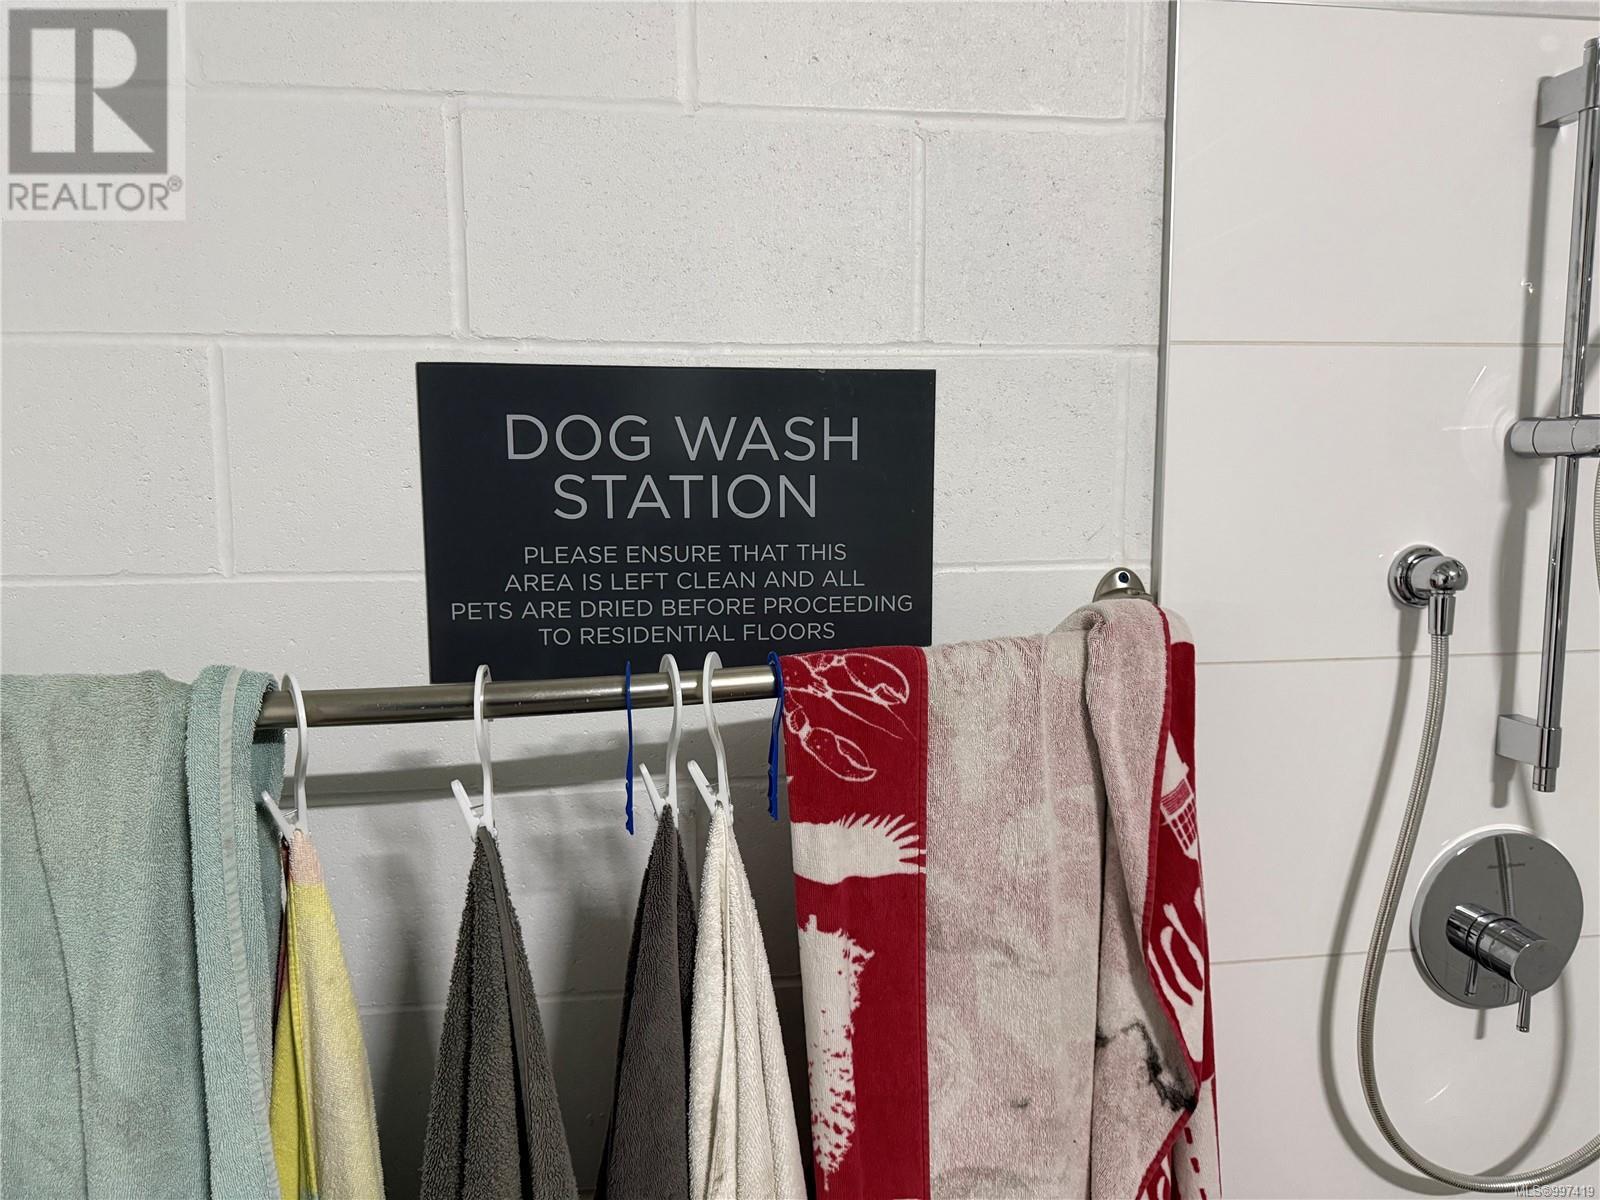 REALTOR®
DOG WASH
STATION
PLEASE ENSURE THAT THIS
AREA IS LEFT CLEAN AND ALL
PETS ARE DRIED BEFORE PROCEEDING
TO RESIDENTIAL FLOORS
MLS®997419